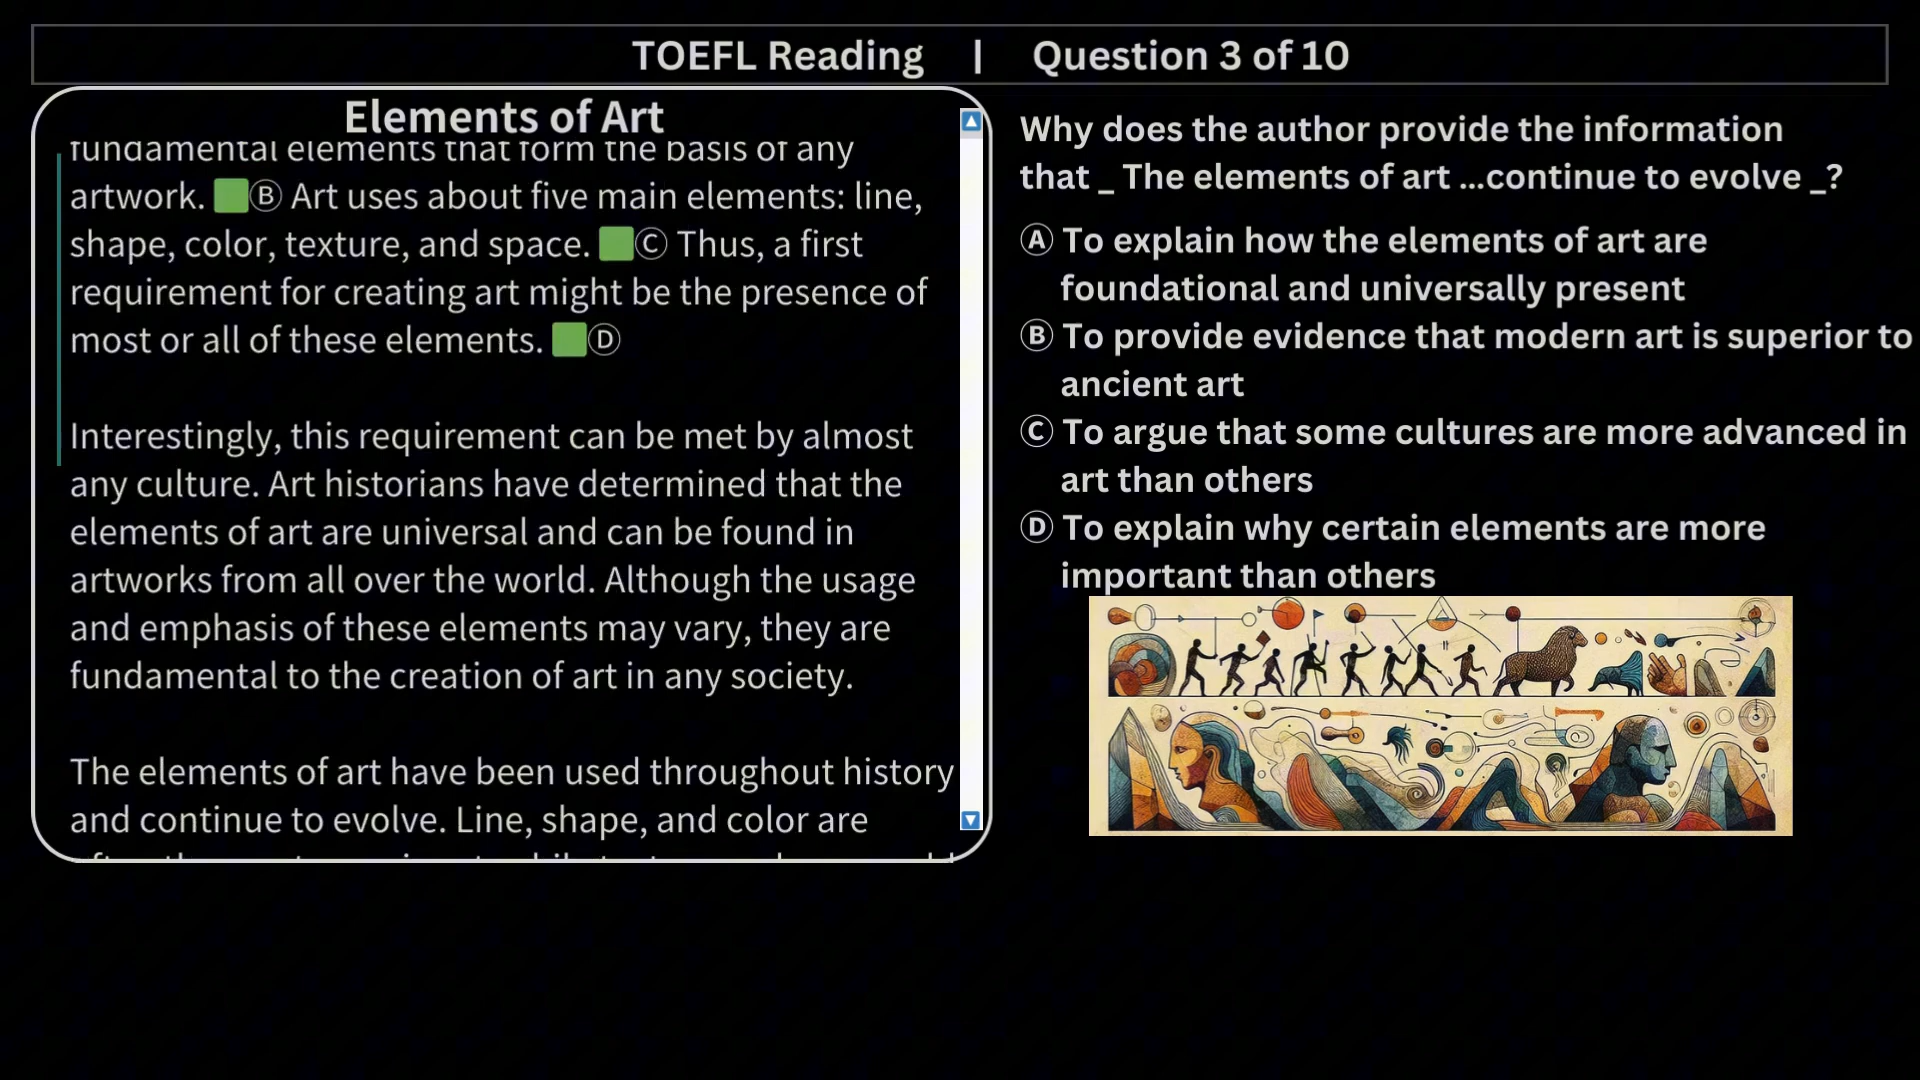 TOEFL Reading | Question 3 of 10
Elements of Art
fundamental elements that form the basis of any
artwork. Ⓑ Art uses about five main elements: line,
shape, color, texture, and space. Ⓒ Thus, a first
requirement for creating art might be the presence of
most or all of these elements. Ⓓ
Interestingly, this requirement can be met by almost
any culture. Art historians have determined that the
elements of art are universal and can be found in
artworks from all over the world. Although the usage
and emphasis of these elements may vary, they are
fundamental to the creation of art in any society.
The elements of art have been used throughout history
and continue to evolve. Line, shape, and color are
Why does the author provide the information
that _ The elements of art ...continue to evolve _?
Ⓐ To explain how the elements of art are
foundational and universally present
Ⓑ To provide evidence that modern art is superior to
ancient art
Ⓒ To argue that some cultures are more advanced in
art than others
Ⓓ To explain why certain elements are more
important than others